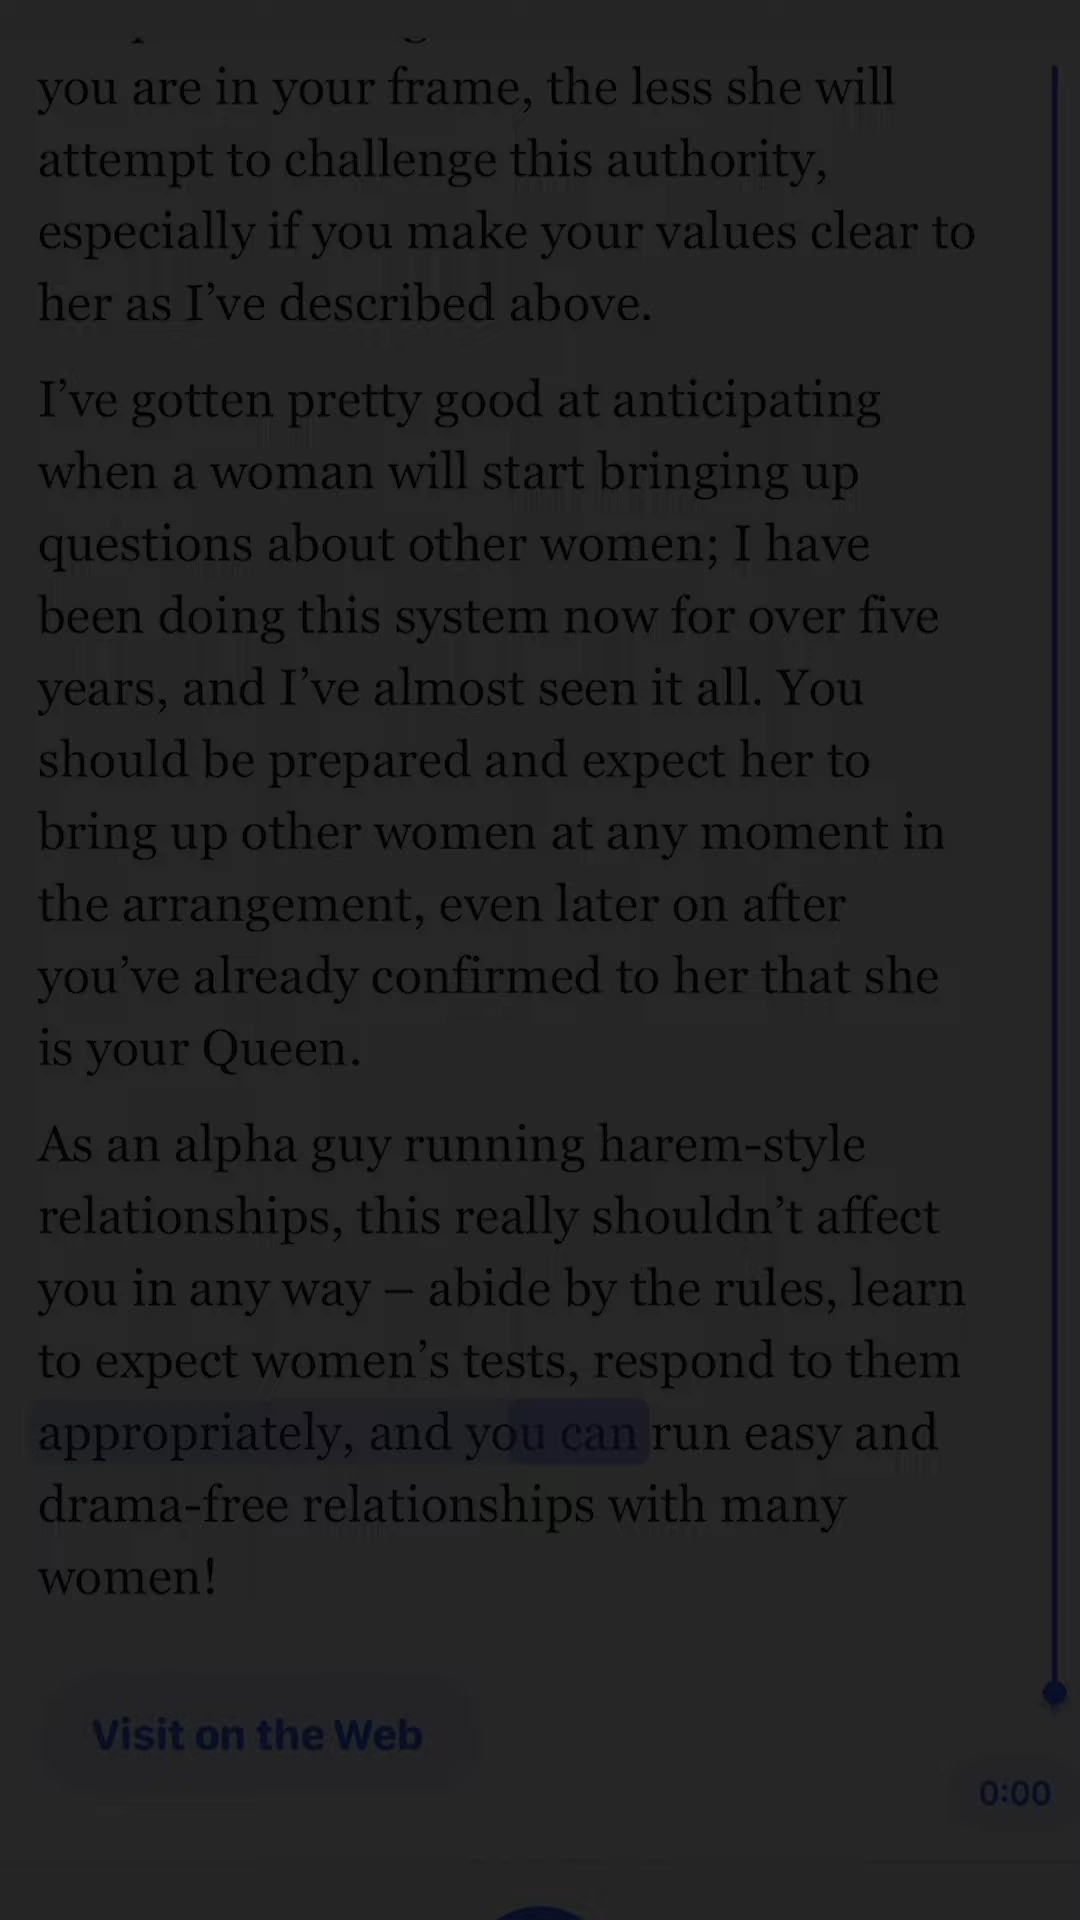 you are in your frame, the less she will
attempt to challenge this authority,
especially if you make your values clear to
her as I’ve described above.
I’ve gotten pretty good at anticipating
when a woman will start bringing up
questions about other women; I have
been doing this system now for over five
years, and I’ve almost seen it all. You
should be prepared and expect her to
bring up other women at any moment in
the arrangement, even later on after
you’ve already confirmed to her that she
is your Queen.
As an alpha guy running harem-style
relationships, this really shouldn’t affect
you in any way – abide by the rules, learn
to expect women’s tests, respond to them
appropriately, and you can run easy and
drama-free relationships with many
women!
Visit on the Web
0:00